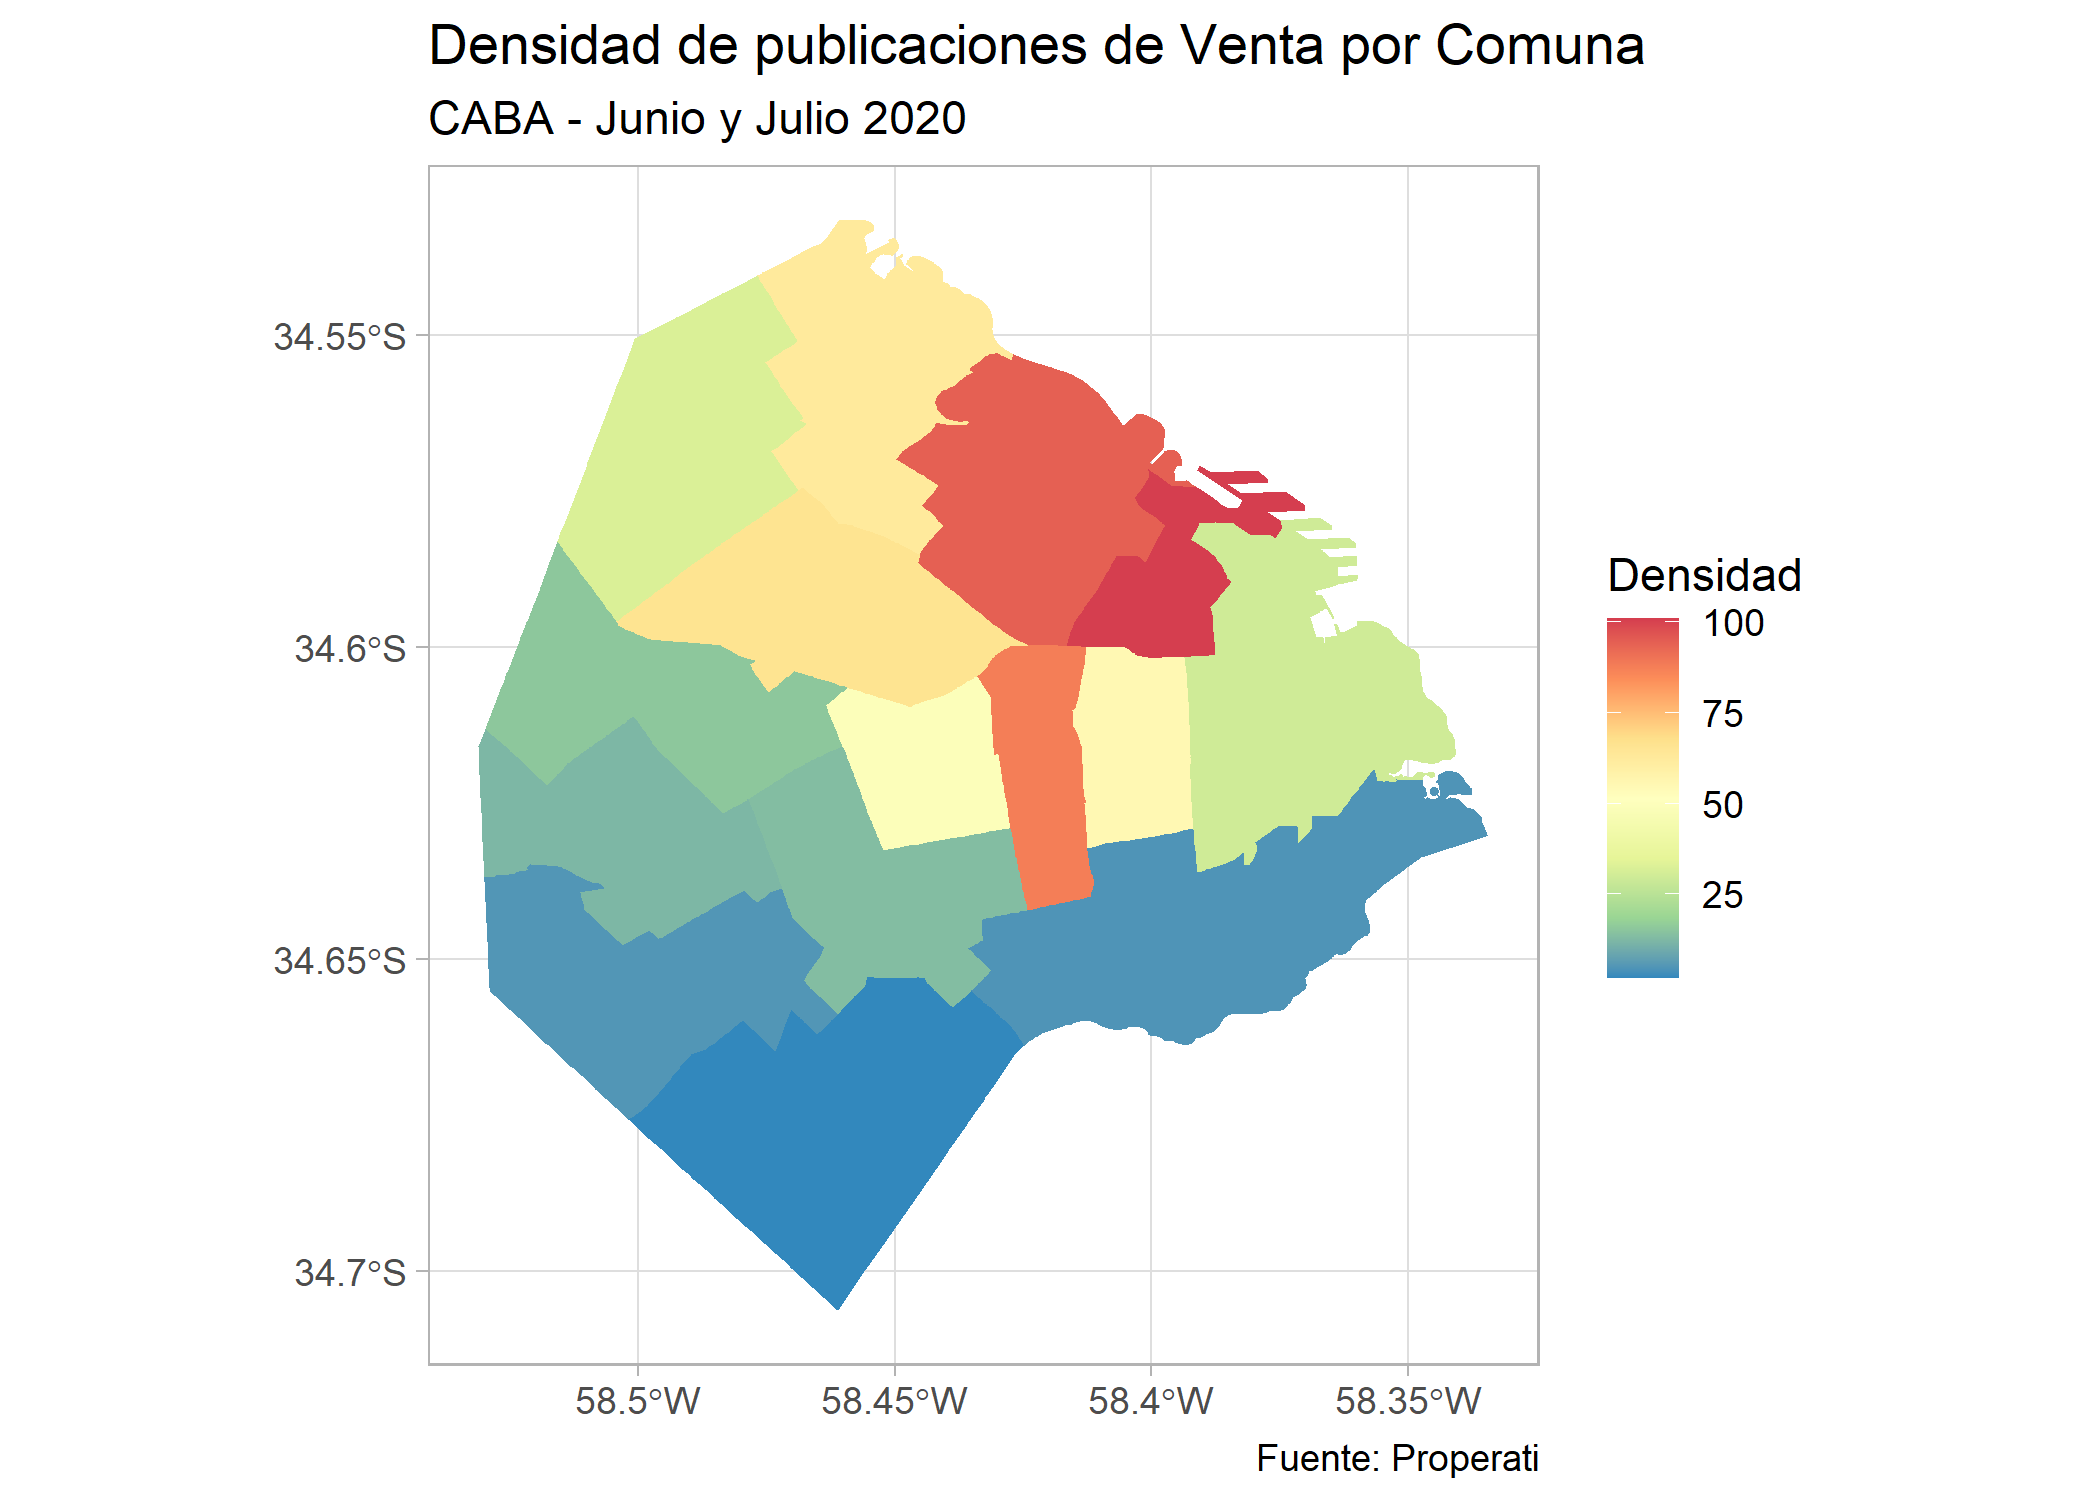 Densidad de publicaciones de Venta por Comuna
CABA - Junio y Julio 2020
34.55°S
34.6°S
34.65°S
34.7°S
58.5°W
58.45°W
58.4°W
58.35°W
Densidad
100
75
50
25
Fuente: Properati